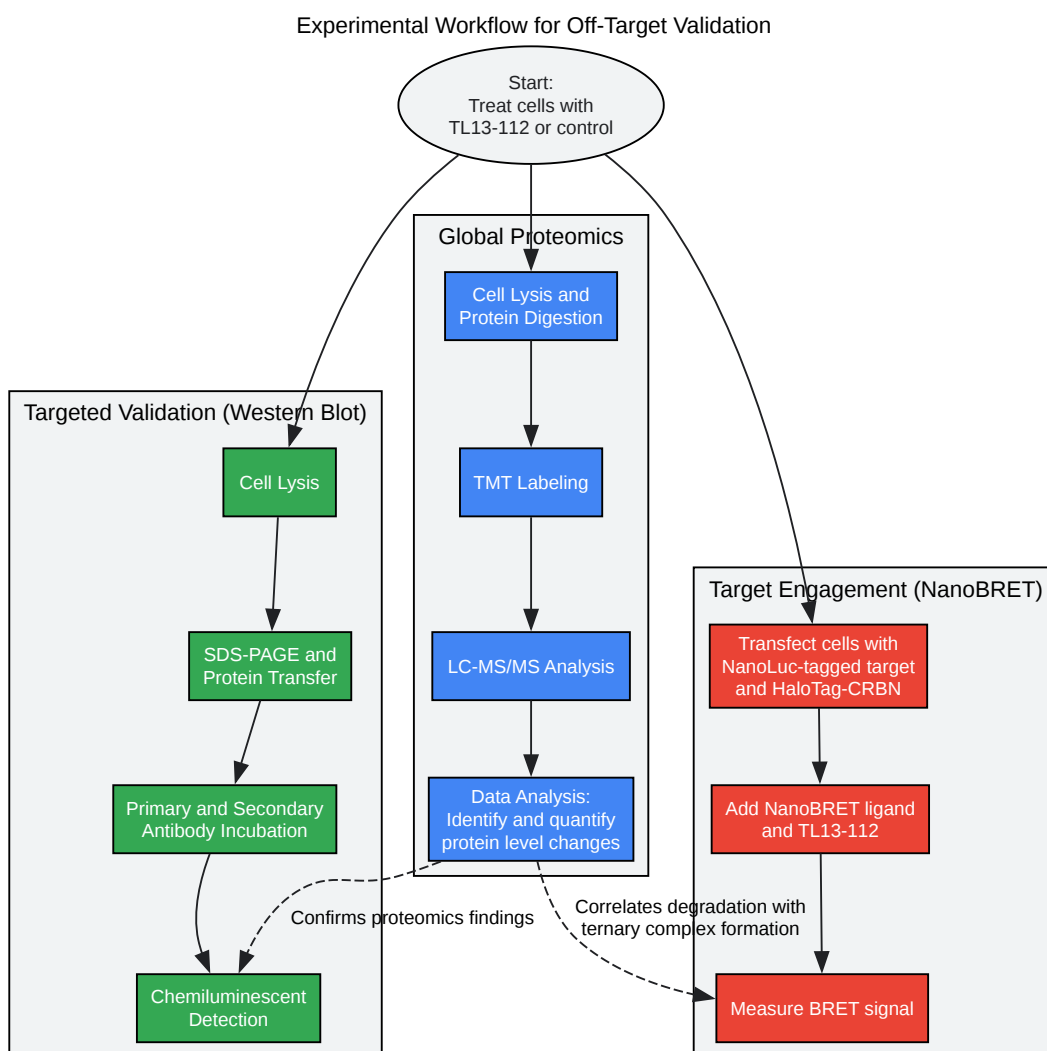 Experimental Workflow for Off-Target Validation
Start:
Treat cells with
TL13-112 or control
Global Proteomics
Cell Lysis and
Protein Digestion
TMT Labeling
LC-MS/MS Analysis
Data Analysis:
Identify and quantify
protein level changes
Targeted Validation (Western Blot)
Cell Lysis
SDS-PAGE and
Protein Transfer
Primary and Secondary
Antibody Incubation
Chemiluminescent
Detection
Target Engagement (NanoBRET)
Transfect cells with
NanoLuc-tagged target
and HaloTag-CRBN
Add NanoBRET ligand
and TL13-112
Measure BRET signal
Confirms proteomics findings
Correlates degradation with
ternary complex formation